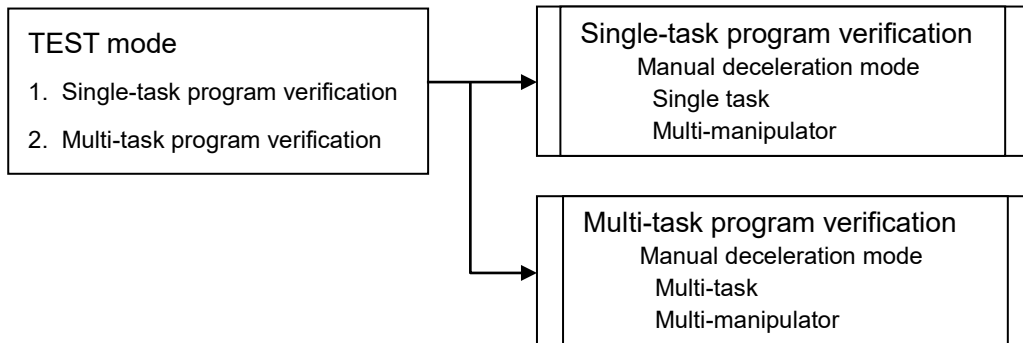 TEST mode
1. Single-task program verification
2. Multi-task program verification
Single-task program verification
Manual deceleration mode
Single task
Multi-manipulator
Multi-task program verification
Manual deceleration mode
Multi-task
Multi-manipulator